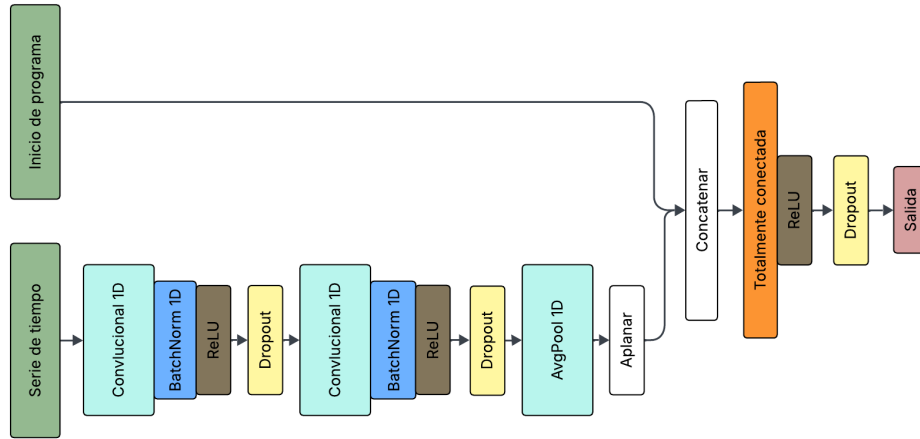 Inicio de programa
Serie de tiempo
Convlucional 1D
BatchNorm 1D
ReLU
Dropout
Convlucional 1D
BatchNorm 1D
ReLU
Dropout
AvgPool 1D
Aplanar
Concatenar
Totalmente conectada
ReLU
Dropout
Salida